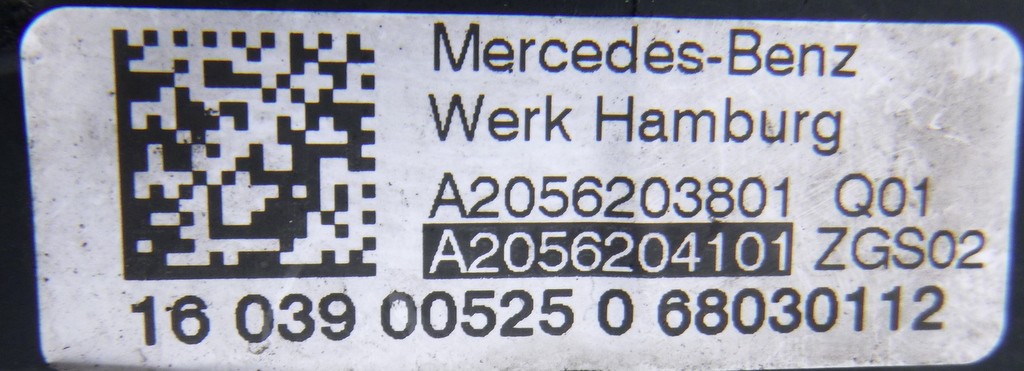 Mercedes-Benz
Werk Hamburg
A2056203801 Q01
A2056204101 ZGS02
16 039 00525 0 68030112